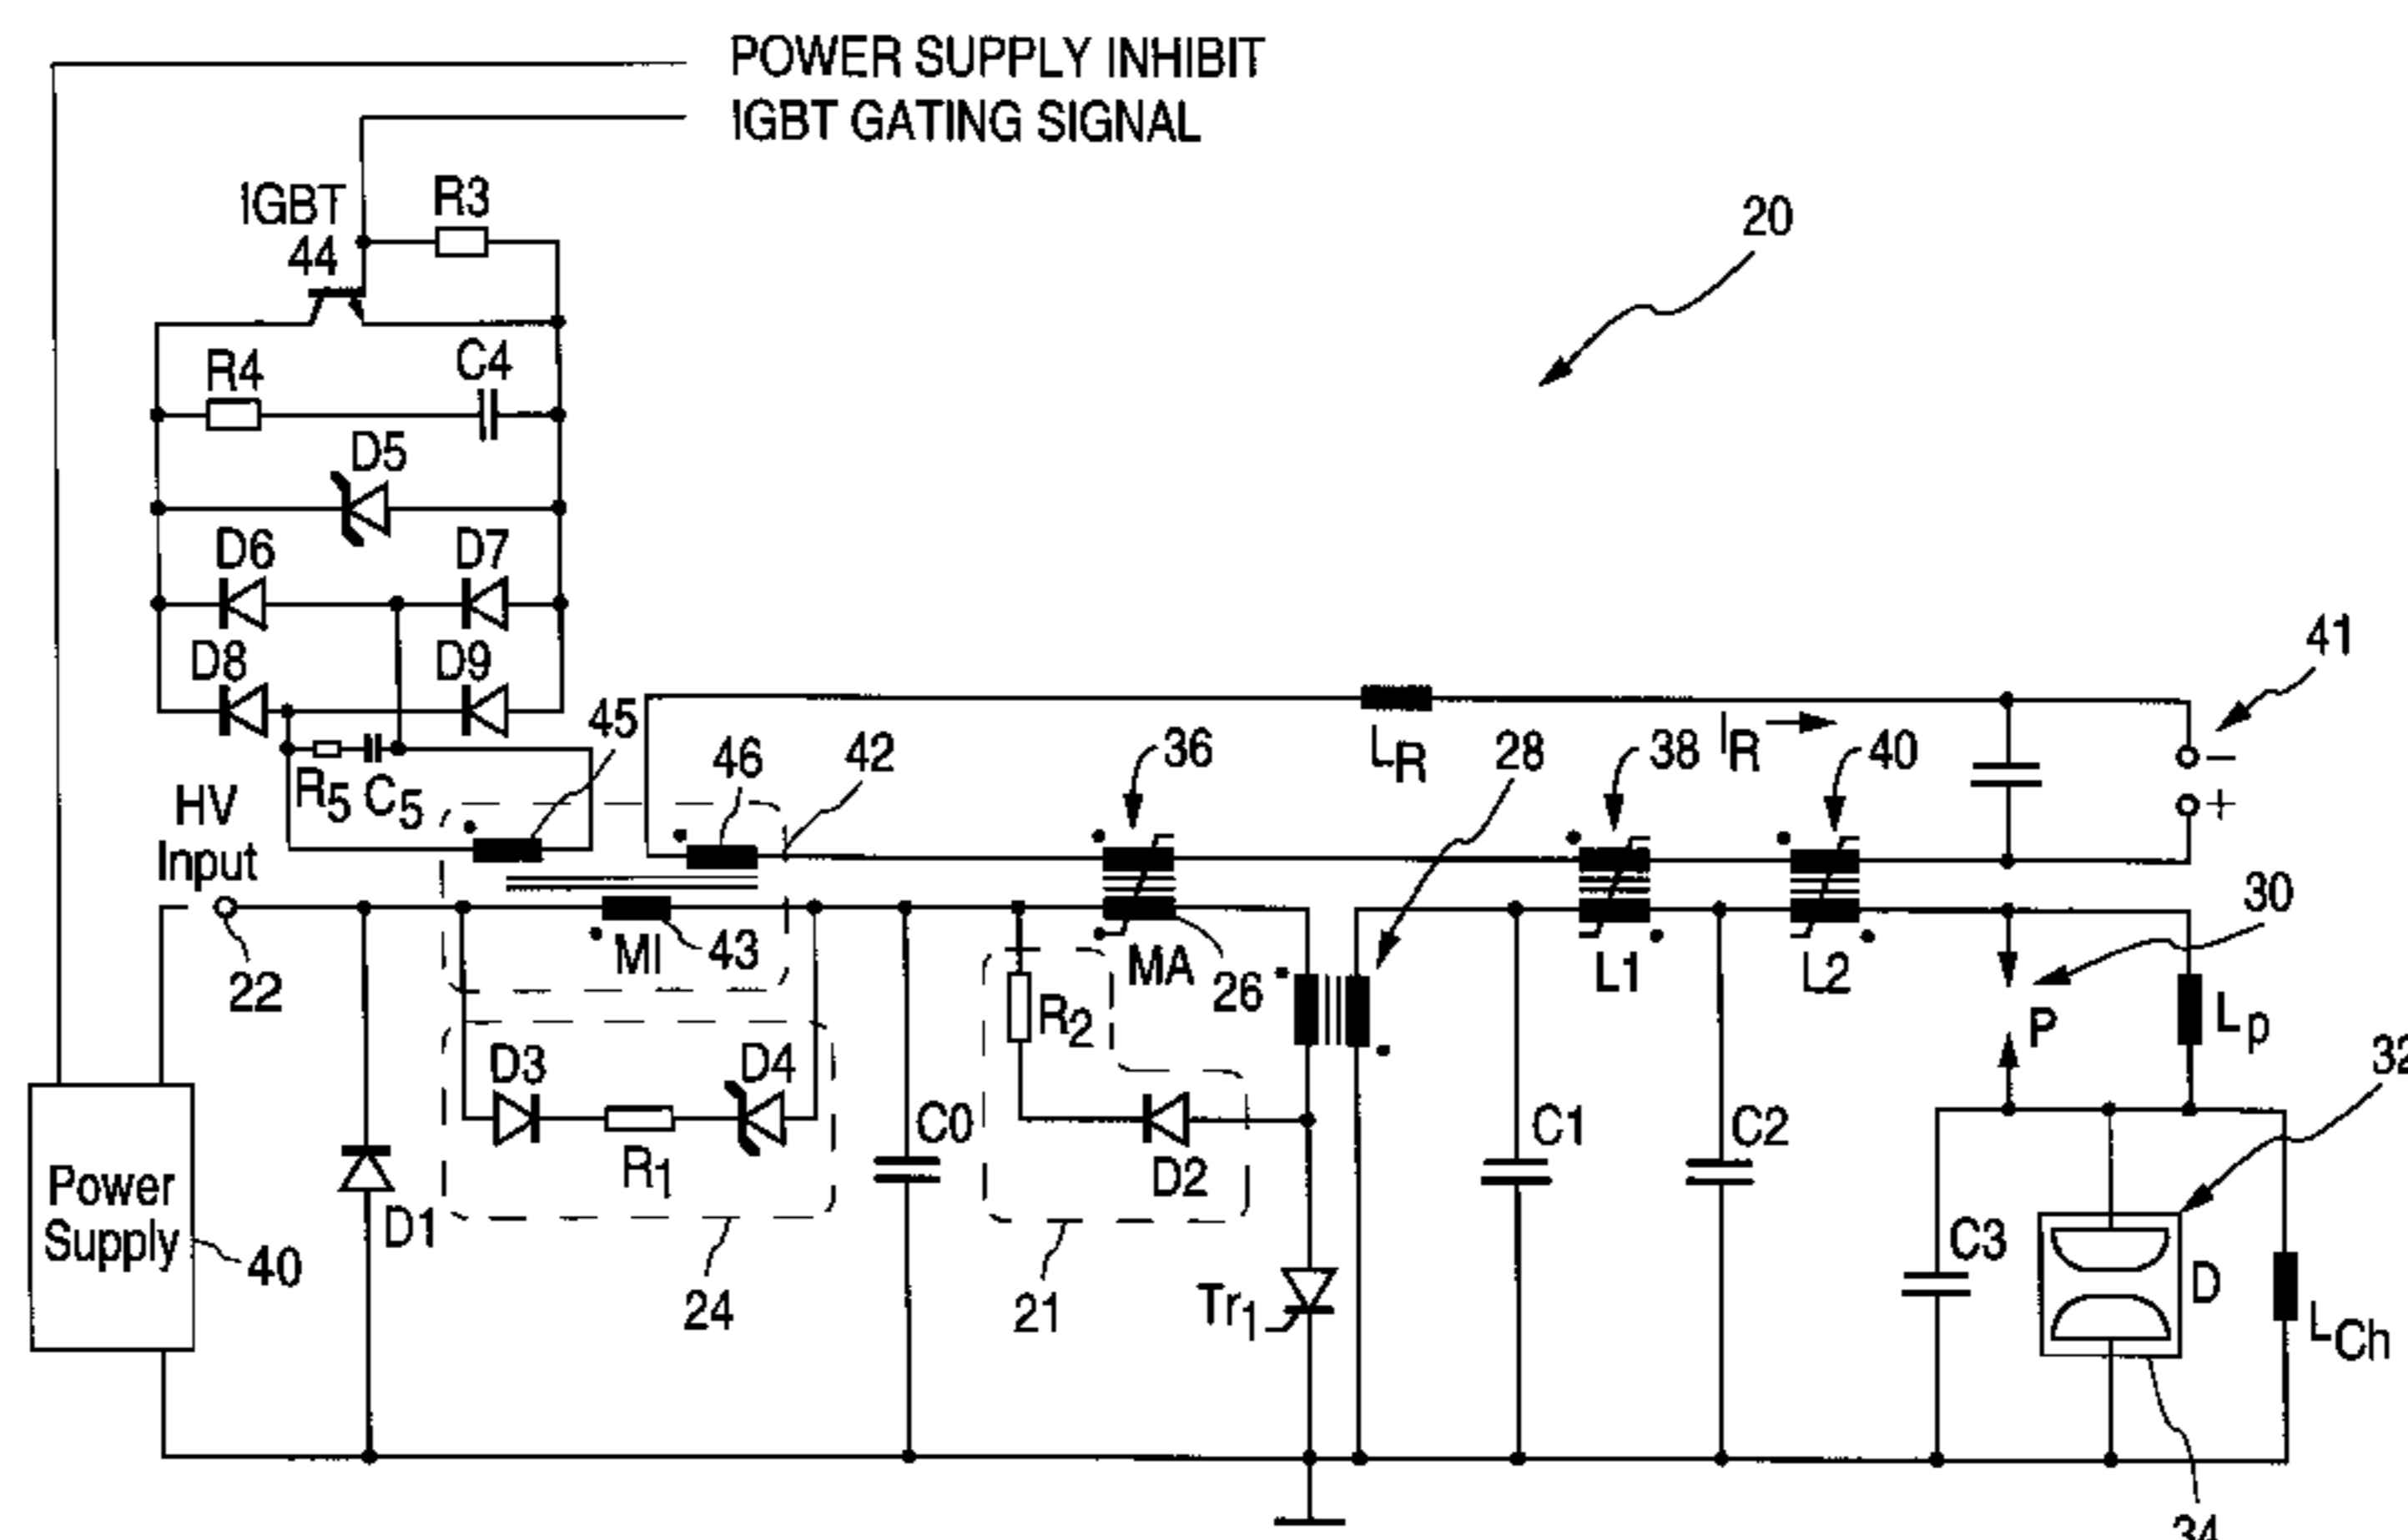 POWER SUPPLY INHIBIT
IGBT GATING SIGNAL
IGBT
44
R3
20
R4
C4
D5
D6
D7
D8
D9
45
46
42
36
LR
28
IR
38
40
41
R5
C5
HV
Input
22
MI
43
MA
26
L1
L2
30
P
Lp
32
D3
D4
R1
R2
D2
C0
C1
C2
C3
D
LCh
Power
Supply
40
D1
24
21
Tr1
34